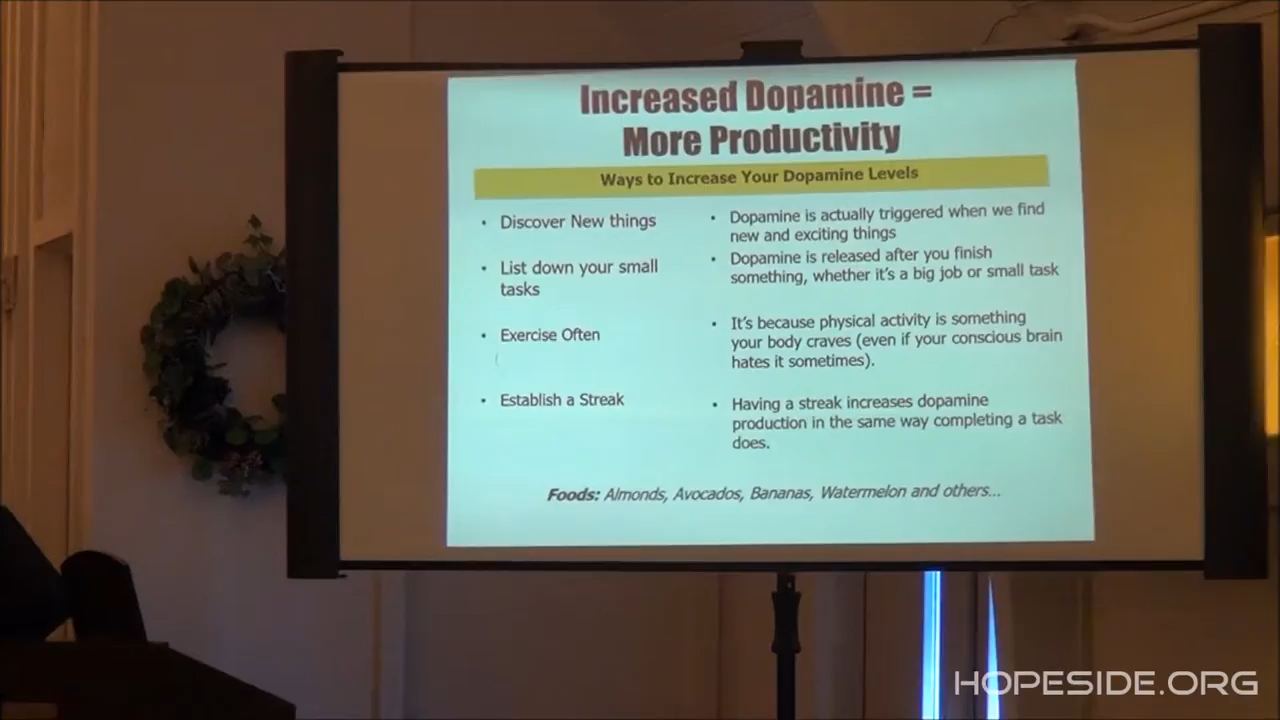 Increased Dopamine =
More Productivity
Ways to Increase Your Dopamine Levels
• Discover New things
• Dopamine is actually triggered when we find
new and exciting things
• List down your small
tasks
• Dopamine is released after you finish
something, whether it's a big job or small task
• Exercise Often
• It's because physical activity is something
your body craves (even if your conscious brain
hates it sometimes).
• Establish a Streak
• Having a streak increases dopamine
production in the same way completing a task
does.
Foods: Almonds, Avocados, Bananas, Watermelon and others...
HOPESIDE.ORG